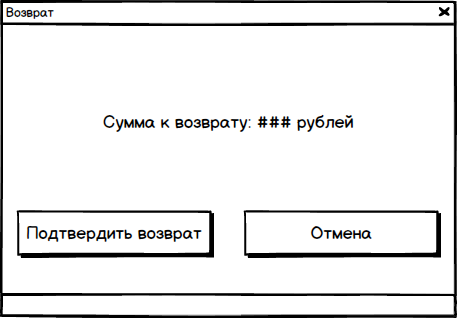 Возврат
Сумма к возврату: ### рублей
Подтвердить возврат
Отмена